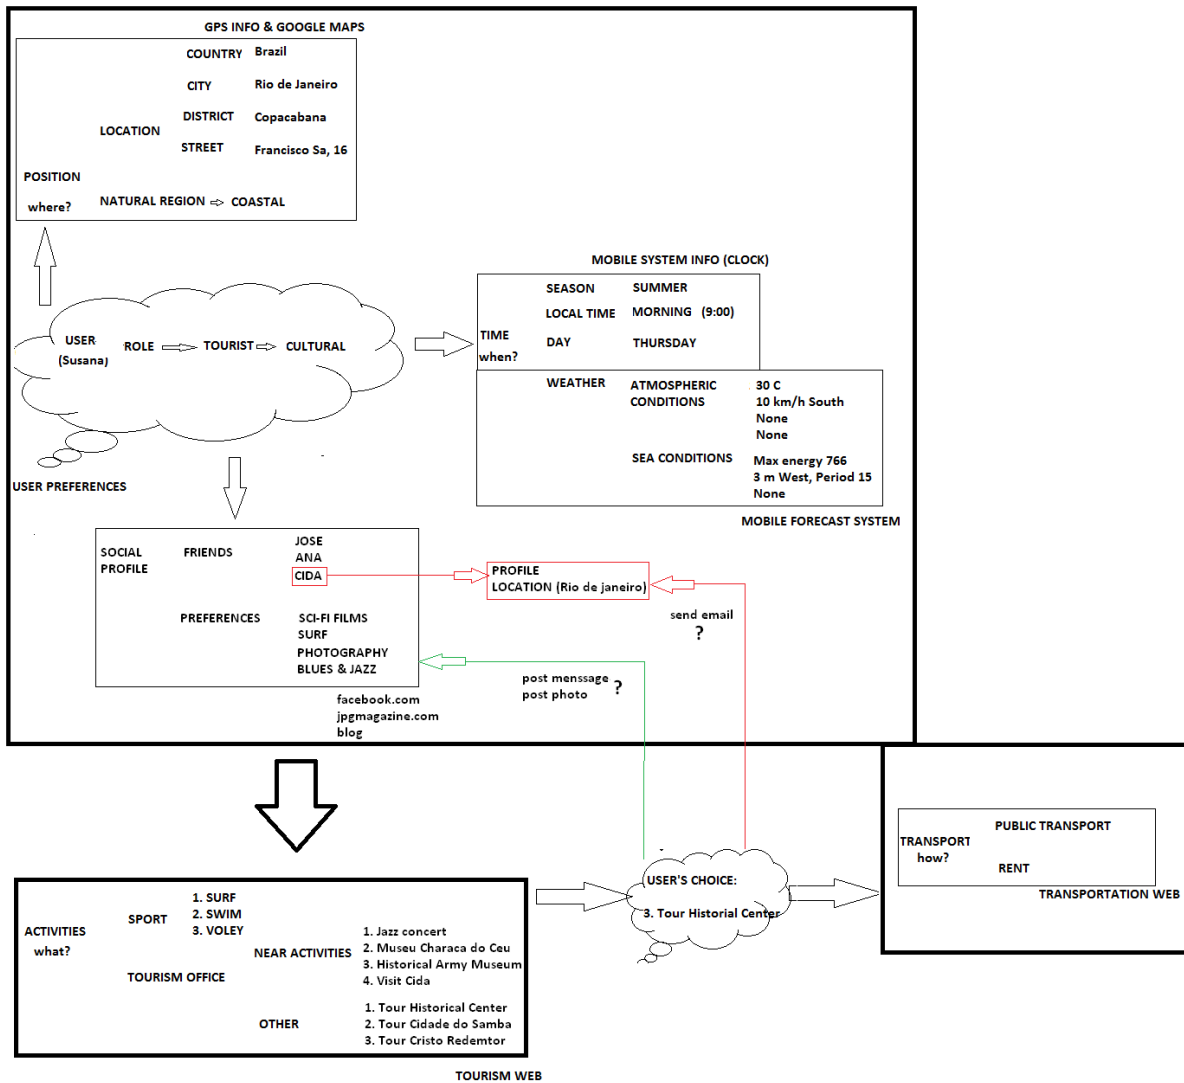 GPS INFO & GOOGLE MAPS
COUNTRY Brazil
CITY Rio de Janeiro
DISTRICT Copacabana
LOCATION
STREET Francisco Sa, 16
POSITION
where?
NATURAL REGION COASTAL
MOBILE SYSTEM INFO (CLOCK)
SEASON SUMMER
LOCAL TIME MORNING (9:00)
TIME
when?
DAY THURSDAY
USER
(Susana)
ROLE TOURIST CULTURAL
USER PREFERENCES
WEATHER
ATMOSPHERIC
CONDITIONS
30 C
10 km/h South
None
None
SEA CONDITIONS
Max energy 766
3 m West, Period 15
None
MOBILE FORECAST SYSTEM
SOCIAL
PROFILE
FRIENDS
JOSE
ANA
CIDA
PREFERENCES
SCI-FI FILMS
SURF
PHOTOGRAPHY
BLUES & JAZZ
facebook.com
jpgmagazine.com
blog
PROFILE
LOCATION (Rio de janeiro)
send email
?
post menssage
post photo
?
ACTIVITIES
what?
SPORT
1. SURF
2. SWIM
3. VOLEY
TOURISM OFFICE
NEAR ACTIVITIES
1. Jazz concert
2. Museu Characa do Ceu
3. Historical Army Museum
4. Visit Cida
OTHER
1. Tour Historical Center
2. Tour Cidade do Samba
3. Tour Cristo Redemtor
TOURISM WEB
USER'S CHOICE:
3. Tour Historial Center
TRANSPORT
how?
PUBLIC TRANSPORT
RENT
TRANSPORTATION WEB